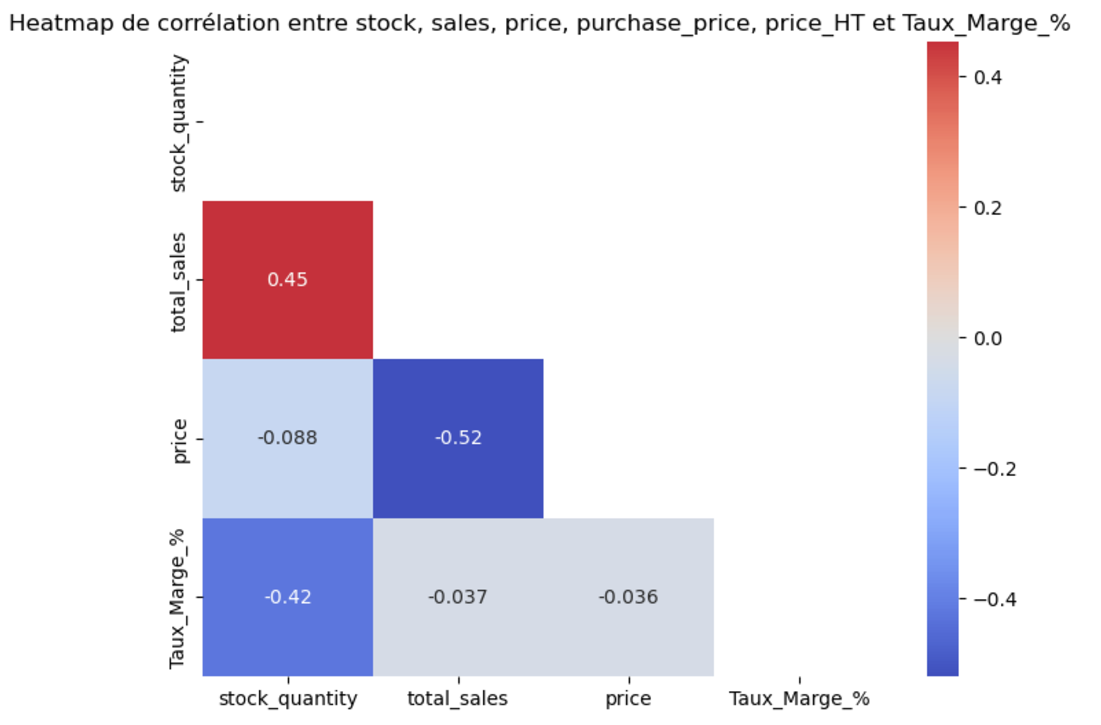 Heatmap de corrélation entre stock, sales, price, purchase_price, price_HT et Taux_Marge_%
stock_quantity
total_sales
0.45
price
-0.088 -0.52
Taux_Marge_%
-0.42 -0.037 -0.036
stock_quantity total_sales price Taux_Marge_%
0.4
0.2
0.0
−0.2
−0.4